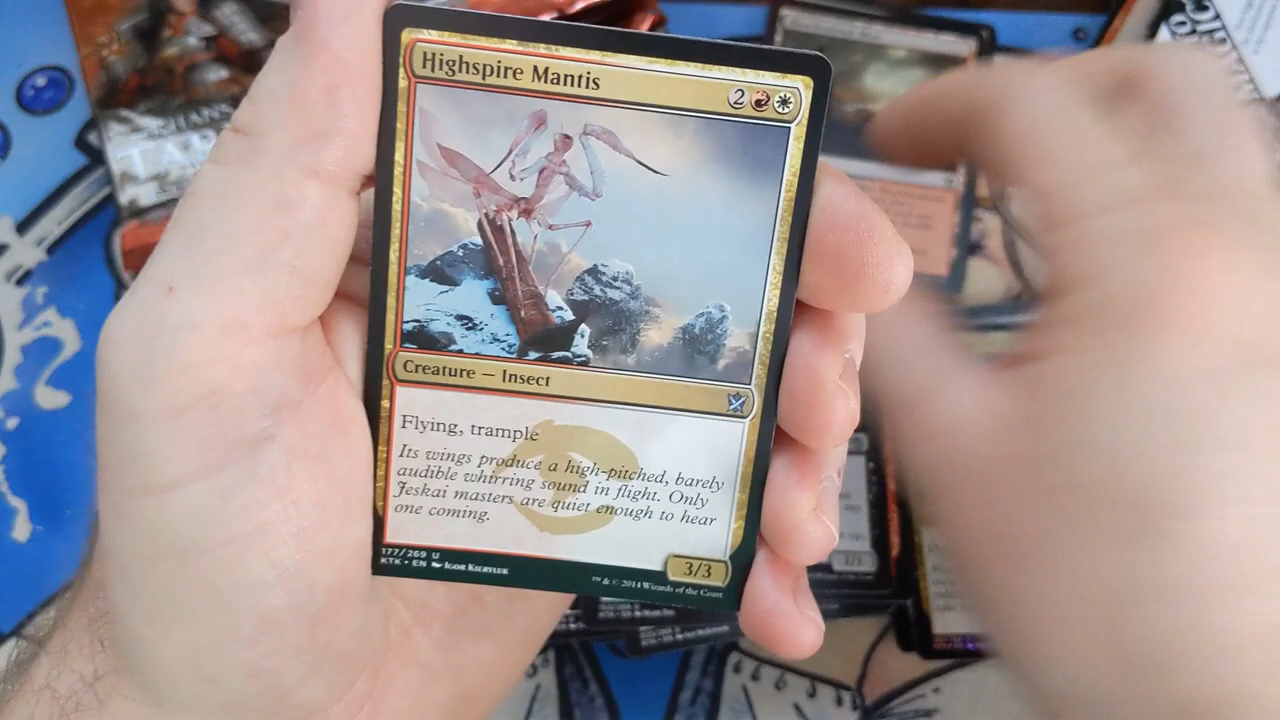 Highspire Mantis
2
Creature — Insect
Flying, trample
Its wings produce a high-pitched, barely
audible whirring sound in flight. Only
Jeskai masters are quiet enough to hear
one coming.
177/269 U
KTK • EN Igor Kieryluk
3/3
™ & © 2014 Wizards of the Coast